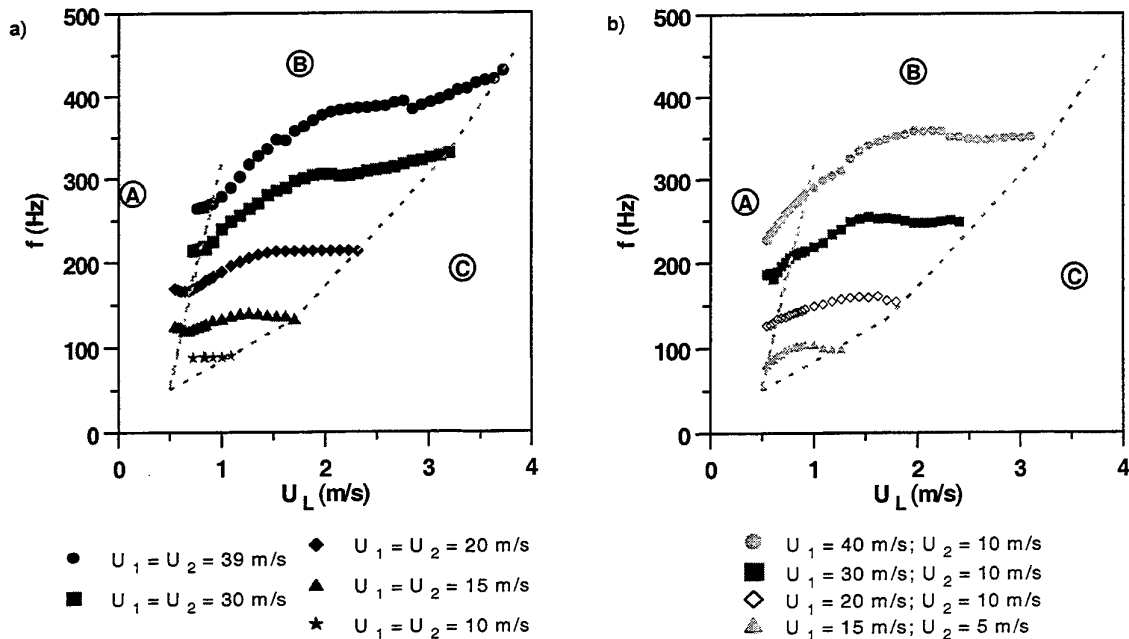 a)
500
400
300
200
100
0
f (Hz)
A
B
C
0 1 2 3 4
U L (m/s)
U 1 = U 2 = 39 m/s
U 1 = U 2 = 30 m/s
U 1 = U 2 = 20 m/s
U 1 = U 2 = 15 m/s
U 1 = U 2 = 10 m/s
b)
500
400
300
200
100
0
f (Hz)
A
B
C
0 1 2 3 4
U L (m/s)
U 1 = 40 m/s; U 2 = 10 m/s
U 1 = 30 m/s; U 2 = 10 m/s
U 1 = 20 m/s; U 2 = 10 m/s
U 1 = 15 m/s; U 2 = 5 m/s